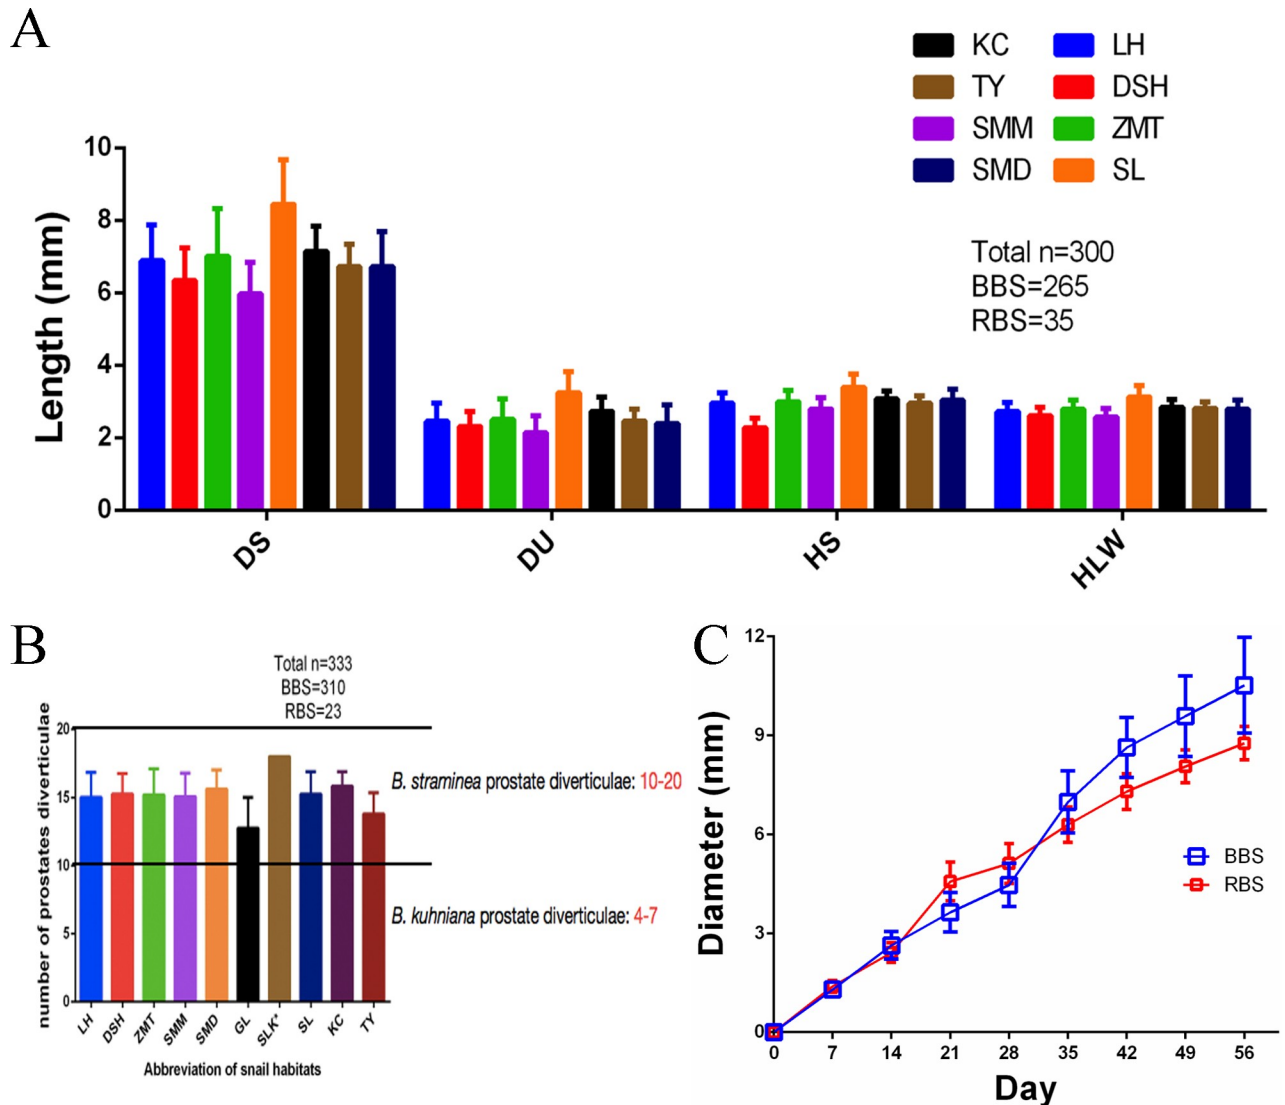 A
KC LH
TY DSH
SMM ZMT
SMD SL
Total n=300
BBS=265
RBS=35
Length (mm)
10
8
6
4
2
0
DS DU HS HLW
B
Total n=333
BBS=310
RBS=23
number of prostates diverticulae
20
15
10
5
0
B. straminea prostate diverticulae: 10-20
B. kuhniana prostate diverticulae: 4-7
LH DSH ZMT SMM SMD GL SLK* SL KC TY
Abbreviation of snail habitats
C
Diameter (mm)
12
9
6
3
0
BBS
RBS
0 7 14 21 28 35 42 49 56
Day